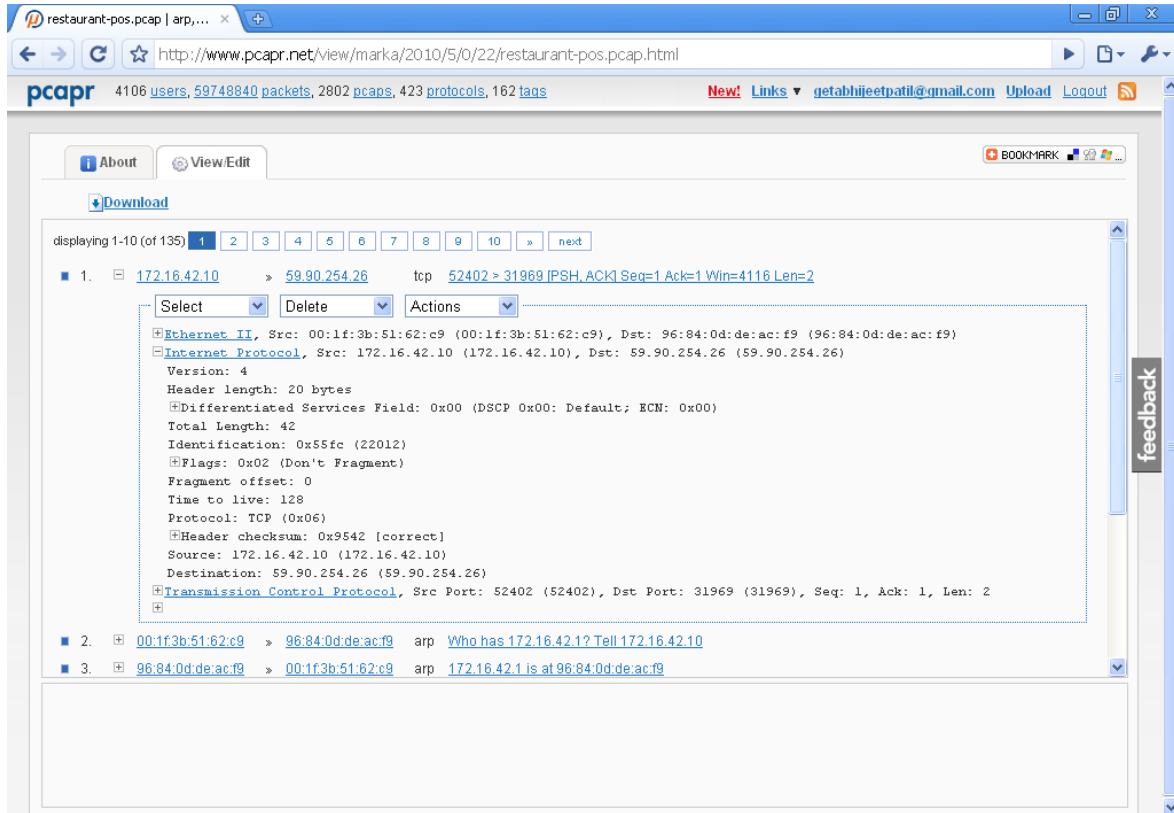 restaurant-pos.pcap | arp,...
http://www.pcapr.net/view/marka/2010/5/0/22/restaurant-pos.pcap.html
pcapr 4106 users, 59748840 packets, 2802 pcaps, 423 protocols, 162 tags New! Links ▼ getabhijeetpatil@gmail.com Upload Logout
About View/Edit BOOKMARK ...
Download
displaying 1-10 (of 135) 1 2 3 4 5 6 7 8 9 10 » next
1. 172.16.42.10 » 59.90.254.26 tcp 52402 > 31969 [PSH, ACK] Seq=1 Ack=1 Win=4116 Len=2
Select Delete Actions
Ethernet II, Src: 00:1f:3b:51:62:c9 (00:1f:3b:51:62:c9), Dst: 96:84:0d:de:ac:f9 (96:84:0d:de:ac:f9)
Internet Protocol, Src: 172.16.42.10 (172.16.42.10), Dst: 59.90.254.26 (59.90.254.26)
Version: 4
Header length: 20 bytes
Differentiated Services Field: 0x00 (DSCP 0x00: Default; ECN: 0x00)
Total Length: 42
Identification: 0x55fc (22012)
Flags: 0x02 (Don't Fragment)
Fragment offset: 0
Time to live: 128
Protocol: TCP (0x06)
Header checksum: 0x9542 [correct]
Source: 172.16.42.10 (172.16.42.10)
Destination: 59.90.254.26 (59.90.254.26)
Transmission Control Protocol, Src Port: 52402 (52402), Dst Port: 31969 (31969), Seq: 1, Ack: 1, Len: 2
2. 00:1f:3b:51:62:c9 » 96:84:0d:de:ac:f9 arp Who has 172.16.42.1? Tell 172.16.42.10
3. 96:84:0d:de:ac:f9 » 00:1f:3b:51:62:c9 arp 172.16.42.1 is at 96:84:0d:de:ac:f9
feedback